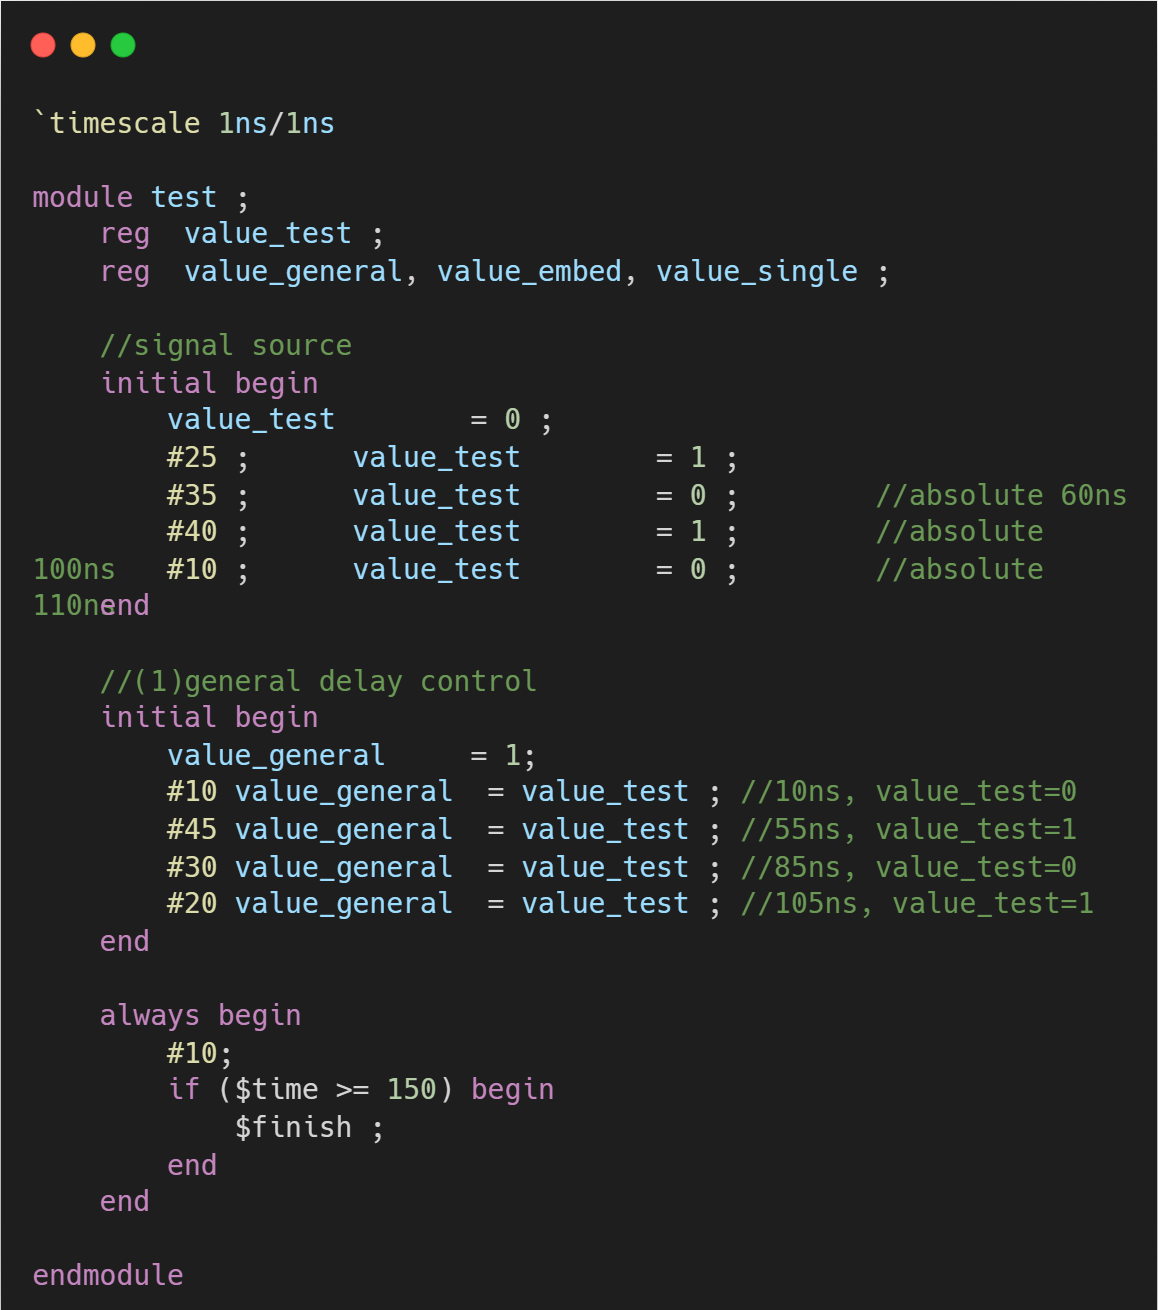 `timescale 1ns/1ns

module test ;
    reg  value_test ;
    reg  value_general, value_embed, value_single ;

    //signal source
    initial begin
        value_test        = 0 ;
        #25 ;      value_test        = 1 ;
        #35 ;      value_test        = 0 ;        //absolute 60ns
        #40 ;      value_test        = 1 ;        //absolute
100ns   #10 ;      value_test        = 0 ;        //absolute
110ns
    end

    //(1)general delay control
    initial begin
        value_general     = 1;
        #10 value_general  = value_test ; //10ns, value_test=0
        #45 value_general  = value_test ; //55ns, value_test=1
        #30 value_general  = value_test ; //85ns, value_test=0
        #20 value_general  = value_test ; //105ns, value_test=1
    end

    always begin
        #10;
        if ($time >= 150) begin
            $finish ;
        end
    end

endmodule